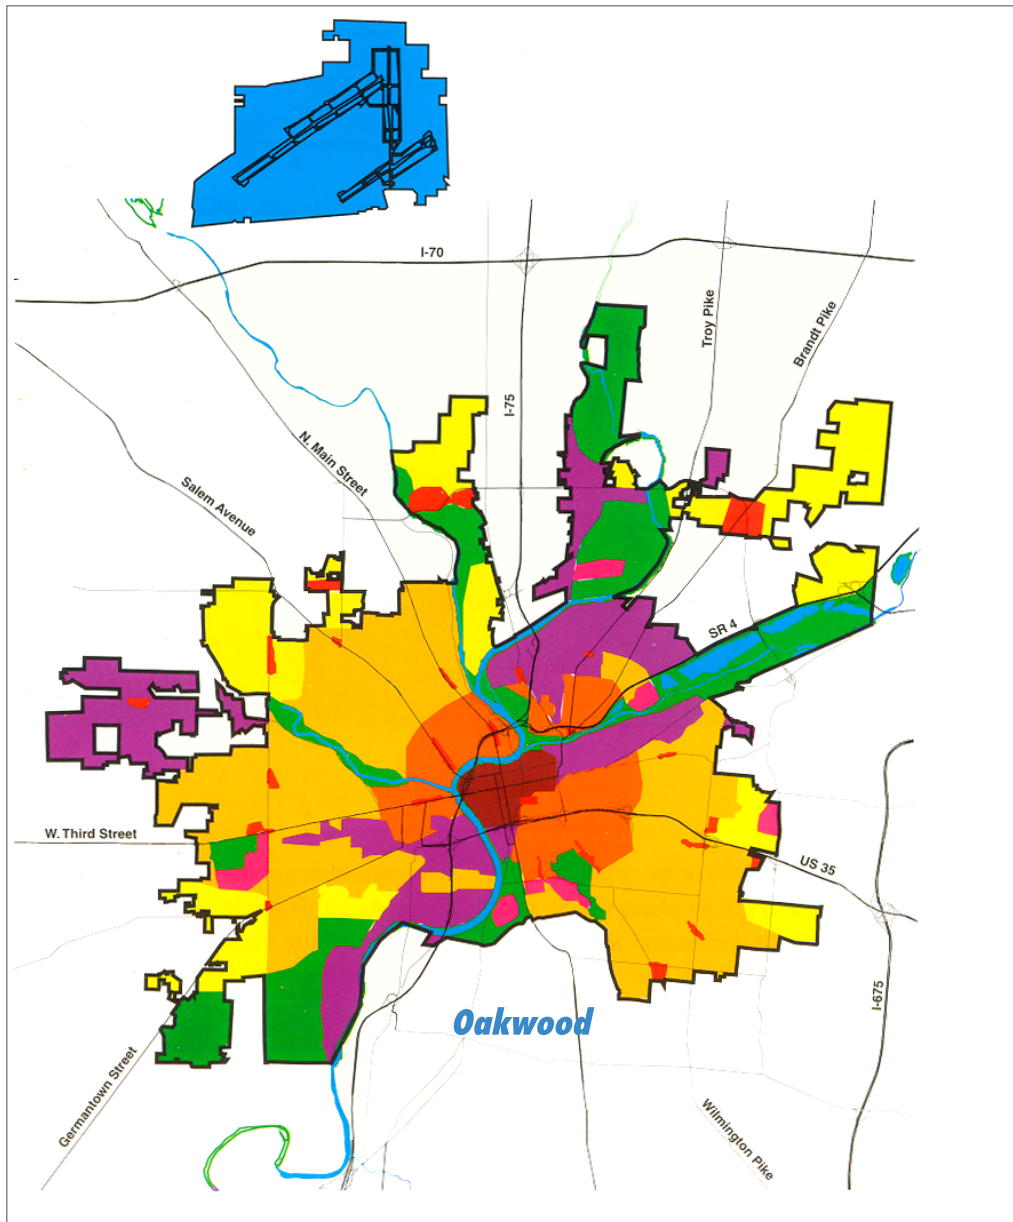 I-70
Troy Pike
Brandt Pike
I-75
N. Main Street
Salem Avenue
SR 4
W. Third Street
US 35
I-675
Oakwood
Germantown Street
Wilmington Pike